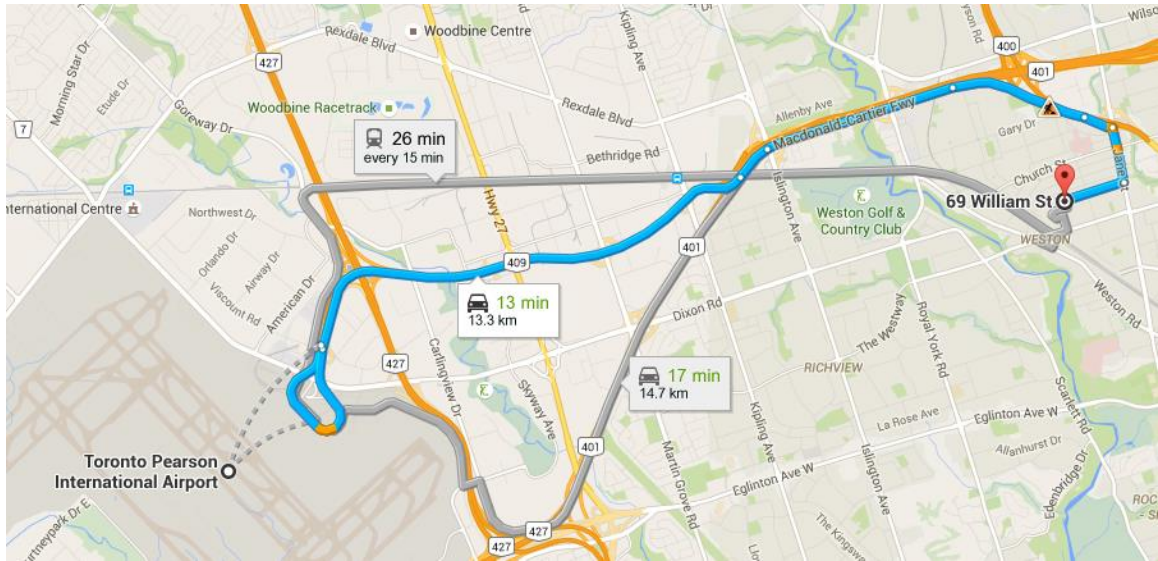 Rexdale Blvd
Woodbine Centre
Kipling Ave
Wilso
400
401
427
Morning Star Dr
Etude Dr
Goreway Dr
7
Woodbine Racetrack
Rexdale Blvd
Allenby Ave
Macdonald-Cartier Fwy
Gary Dr
26 min
every 15 min
Bethridge Rd
Church St
Jane St
nternational Centre
Northwest Dr
Hwy 27
Islington Ave
Weston Golf &
Country Club
69 William St
WESTON
Orlando Dr
Airway Dr
Viscount Rd
American Dr
409
401
13 min
13.3 km
Dixon Rd
The Westway
Royal York Rd
Weston Rd
427
Carlingview Dr
Skyway Ave
17 min
14.7 km
RICHVIEW
Kipling Ave
La Rose Ave
Eglinton Ave W
Scarlett Rd
Allanhurst Dr
Toronto Pearson
International Airport
401
Martin Grove Rd
Eglinton Ave W
Islington Ave
Edenbridge Dr
urtneypark Dr E
427
427
The Kingsway
ROC